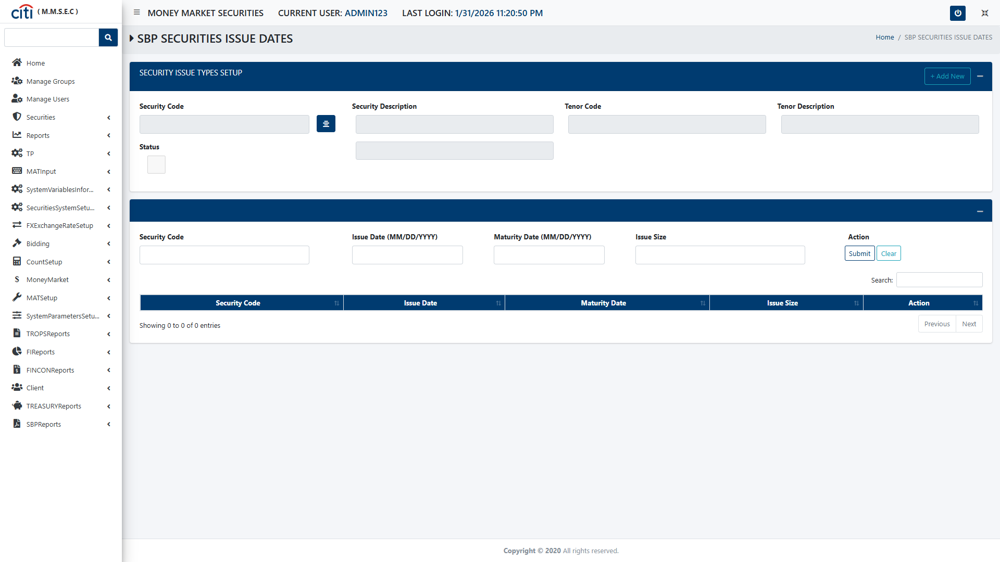 citi ( M.M.S.E.C )
MONEY MARKET SECURITIES CURRENT USER: ADMIN123 LAST LOGIN: 1/31/2026 11:20:50 PM
SBP SECURITIES ISSUE DATES
Home / SBP SECURITIES ISSUE DATES
Home
Manage Groups
Manage Users
Securities
Reports
TP
MATInput
SystemVariablesInfor...
SecuritiesSystemSetu...
FXExchangeRateSetup
Bidding
CountSetup
MoneyMarket
MATSetup
SystemParametersSetu...
TROPSReports
FIReports
FINCONReports
Client
TREASURYReports
SBPReports
SECURITY ISSUE TYPES SETUP
+ Add New
Security Code Security Description Tenor Code Tenor Description
Status
Security Code Issue Date (MM/DD/YYYY) Maturity Date (MM/DD/YYYY) Issue Size Action
Submit Clear
Search:
Security Code Issue Date Maturity Date Issue Size Action
Showing 0 to 0 of 0 entries
Previous Next
Copyright © 2020 All rights reserved.